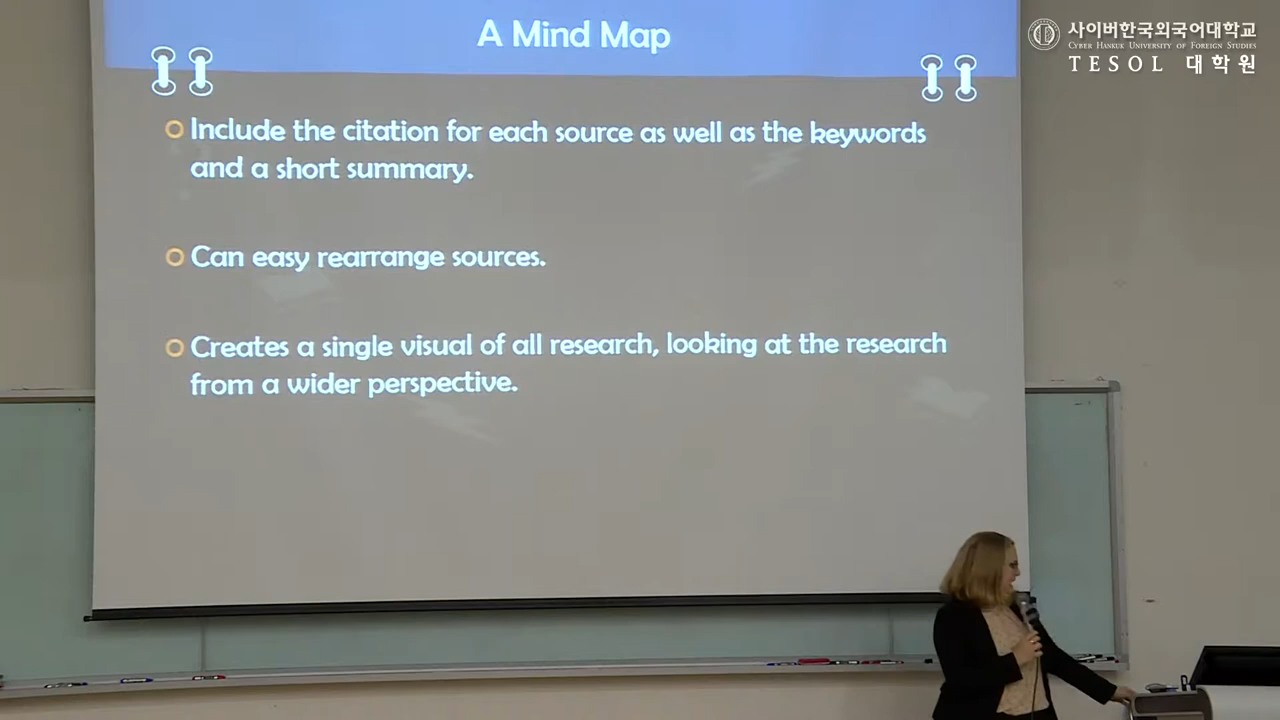 A Mind Map
사이버한국외국어대학교
CYBER HANKUK UNIVERSITY OF FOREIGN STUDIES
TESOL 대학원
Include the citation for each source as well as the keywords
and a short summary.
Can easy rearrange sources.
Creates a single visual of all research, looking at the research
from a wider perspective.